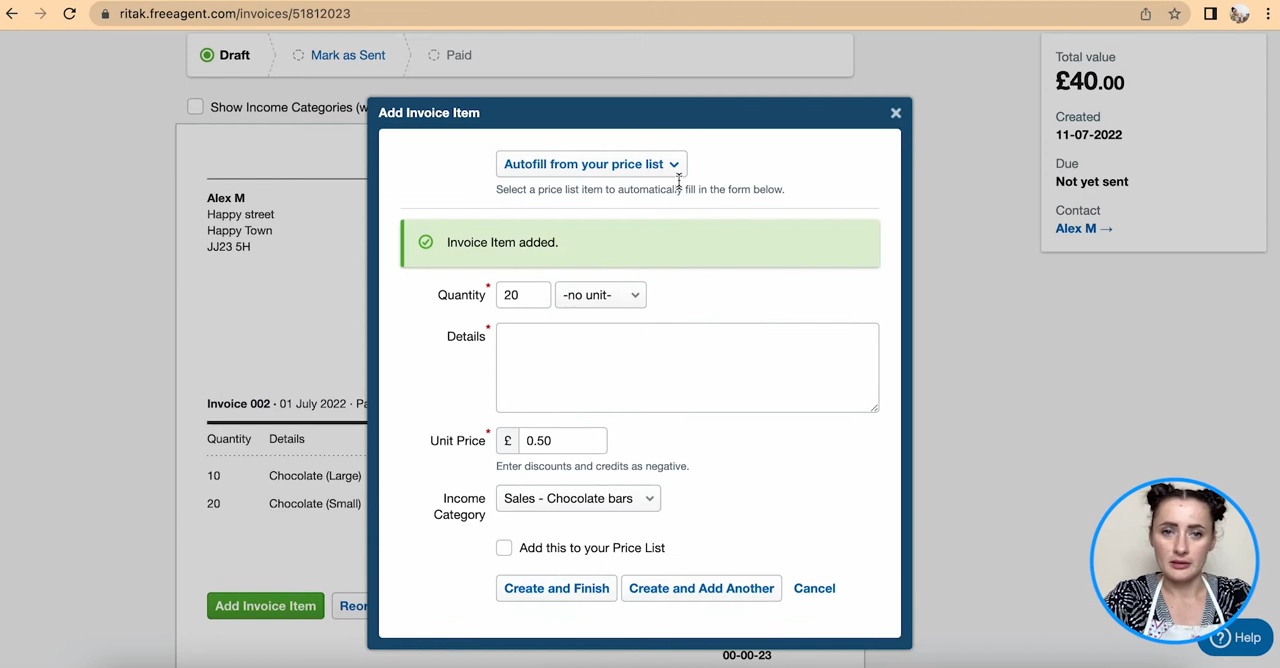 ritak.freeagent.com/invoices/51812023
Draft
Mark as Sent
Paid
Total value
£40.00
Created
11-07-2022
Due
Not yet sent
Contact
Alex M →
Show Income Categories (w
Add Invoice Item
Autofill from your price list
Select a price list item to automatically fill in the form below.
Invoice Item added.
Quantity* 20 -no unit-
Details*
Unit Price* £ 0.50
Enter discounts and credits as negative.
Income
Category
Sales - Chocolate bars
Add this to your Price List
Create and Finish
Create and Add Another
Cancel
Alex M
Happy street
Happy Town
JJ23 5H
Invoice 002 · 01 July 2022 · Pa
Quantity Details
10 Chocolate (Large)
20 Chocolate (Small)
Add Invoice Item
Reor
00-00-23
? Help